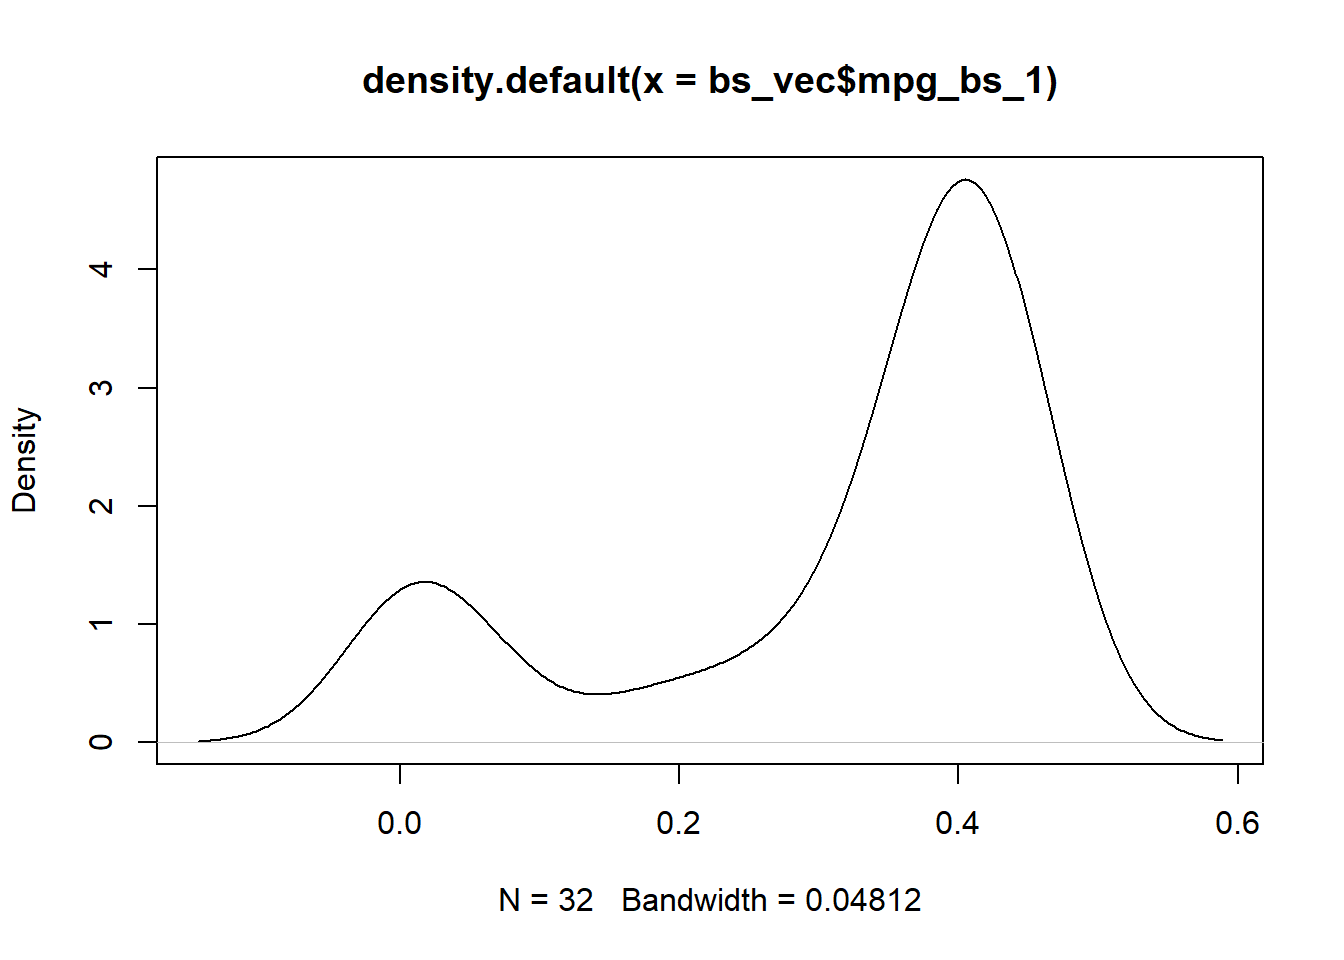 density.default(x = bs_vec$mpg_bs_1)
Density
4
3
2
1
0
0.0 0.2 0.4 0.6
N = 32   Bandwidth = 0.04812